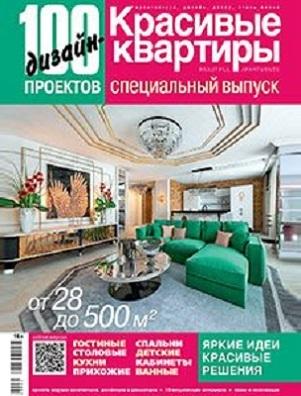 100
дизайн-
ПРОЕКТОВ
Красивые
квартиры
СПЕЦИАЛЬНЫЙ ВЫПУСК
от 28
до 500 м²
ГОСТИНЫЕ
СТОЛОВЫЕ
КУХНИ
ПРИХОЖИЕ
СПАЛЬНИ
ДЕТСКИЕ
КАБИНЕТЫ
ВАННЫЕ
ЯРКИЕ ИДЕИ
КРАСИВЫЕ
РЕШЕНИЯ